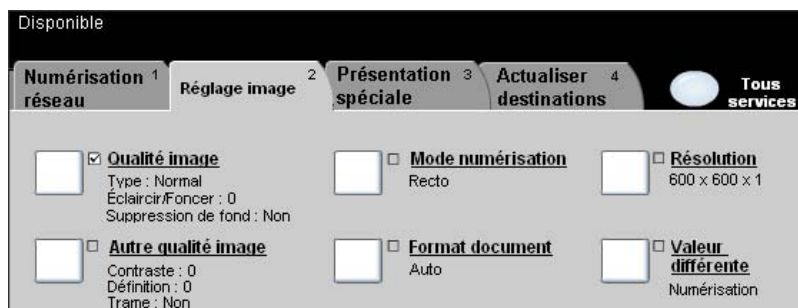 Disponible
Numérisation 1
réseau
Réglage image 2
Présentation 3
spéciale
Actualiser 4
destinations
Tous
services
Qualité image
Type : Normal
Éclaircir/Foncer : 0
Suppression de fond : Non
Mode numérisation
Recto
Résolution
600 x 600 x 1
Autre qualité image
Contraste : 0
Définition : 0
Trame : Non
Format document
Auto
Valeur
différente
Numérisation